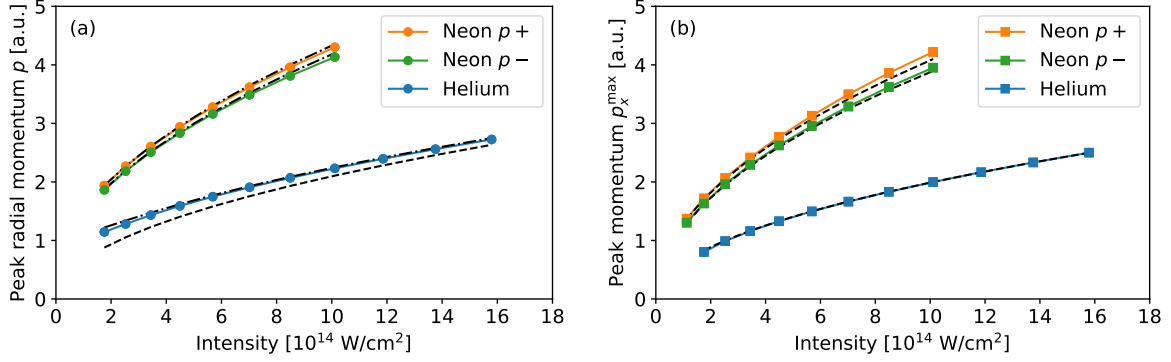 (a)
Neon p +
Neon p −
Helium
Peak radial momentum p [a.u.]
5
4
3
2
1
0
0 2 4 6 8 10 12 14 16 18
Intensity [10¹⁴ W/cm²]
(b)
Neon p +
Neon p −
Helium
Peak momentum pₓᵐᵃˣ [a.u.]
5
4
3
2
1
0
0 2 4 6 8 10 12 14 16 18
Intensity [10¹⁴ W/cm²]